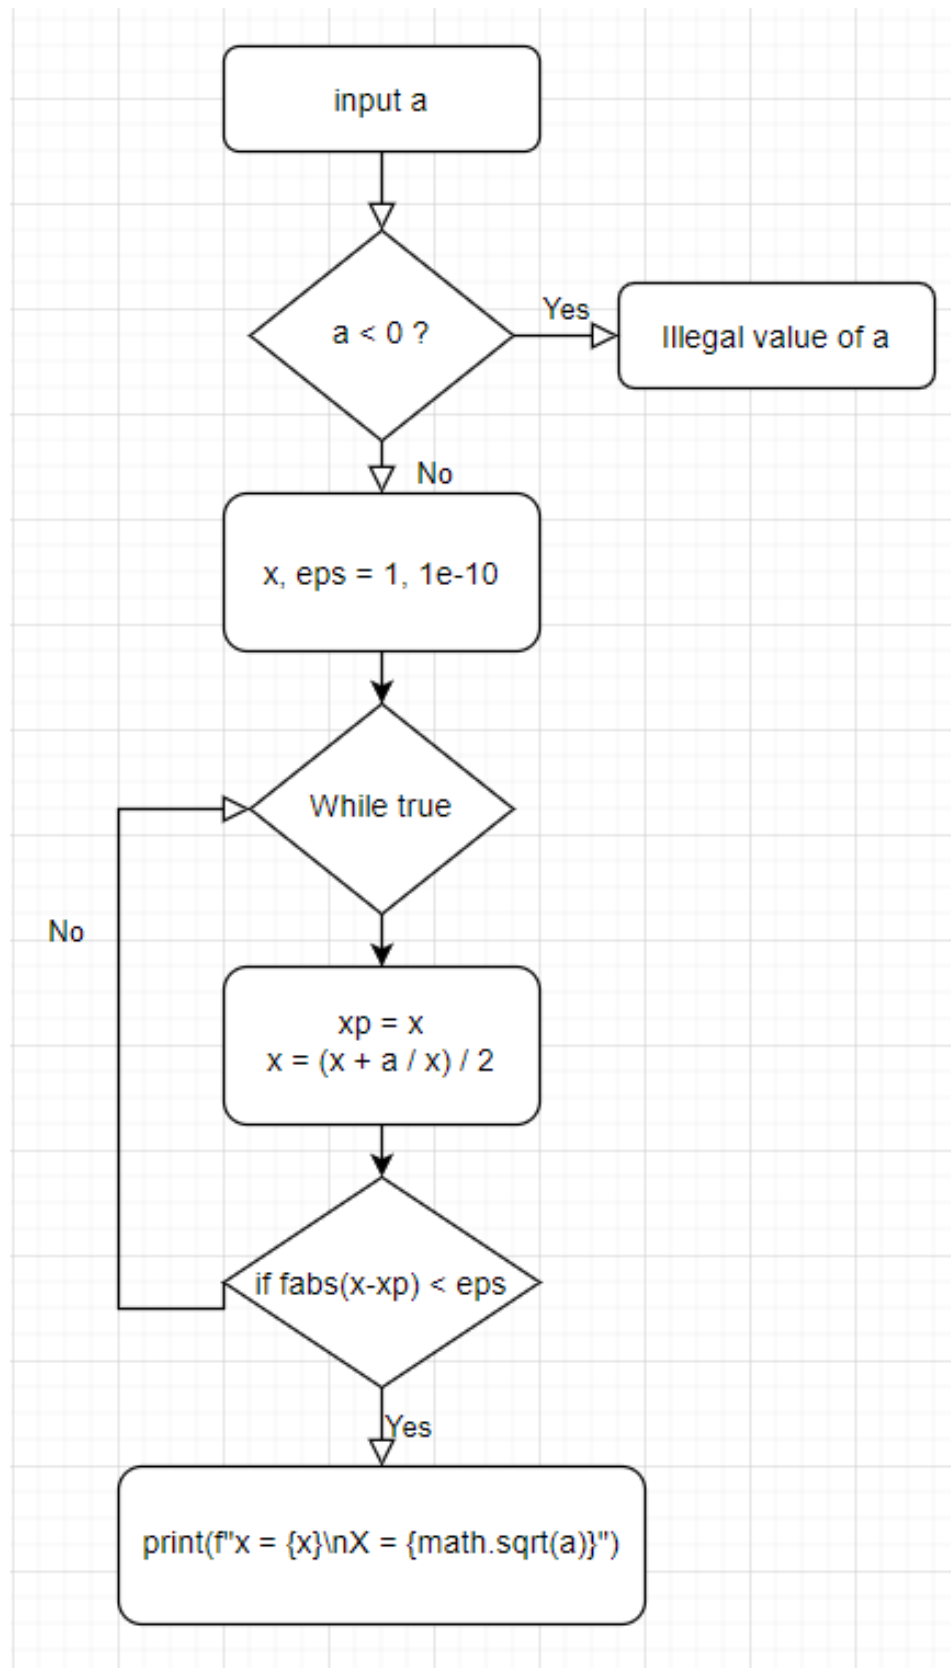 input a
a < 0 ?
Yes
Illegal value of a
No
x, eps = 1, 1e-10
While true
No
xp = x
x = (x + a / x) / 2
if fabs(x-xp) < eps
Yes
print(f"x = {x}\nX = {math.sqrt(a)}")